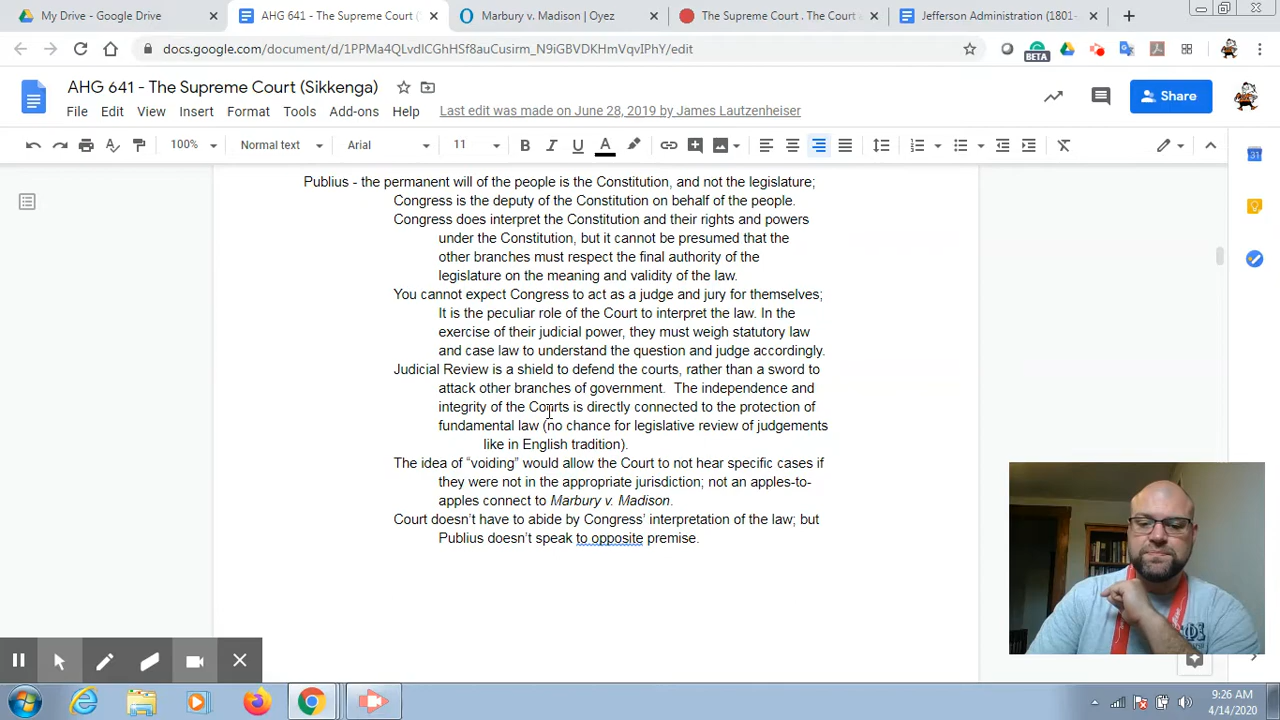 My Drive - Google Drive
AHG 641 - The Supreme Court (
Marbury v. Madison | Oyez
The Supreme Court . The Court
Jefferson Administration (1801-
docs.google.com/document/d/1PPMa4QLvdlCGhHSf8auCusirm_N9iGBVDKHmVqvIPhY/edit
BETA
AHG 641 - The Supreme Court (Sikkenga)
File Edit View Insert Format Tools Add-ons Help Last edit was made on June 28, 2019 by James Lautzenheiser
Share
100% Normal text Arial 11 B I U A
31
Publius - the permanent will of the people is the Constitution, and not the legislature;
Congress is the deputy of the Constitution on behalf of the people.
Congress does interpret the Constitution and their rights and powers
under the Constitution, but it cannot be presumed that the
other branches must respect the final authority of the
legislature on the meaning and validity of the law.
You cannot expect Congress to act as a judge and jury for themselves;
It is the peculiar role of the Court to interpret the law. In the
exercise of their judicial power, they must weigh statutory law
and case law to understand the question and judge accordingly.
Judicial Review is a shield to defend the courts, rather than a sword to
attack other branches of government.  The independence and
integrity of the Courts is directly connected to the protection of
fundamental law (no chance for legislative review of judgements
like in English tradition).
The idea of “voiding” would allow the Court to not hear specific cases if
they were not in the appropriate jurisdiction; not an apples-to-
apples connect to Marbury v. Madison.
Court doesn’t have to abide by Congress’ interpretation of the law; but
Publius doesn’t speak to opposite premise.
9:26 AM
4/14/2020